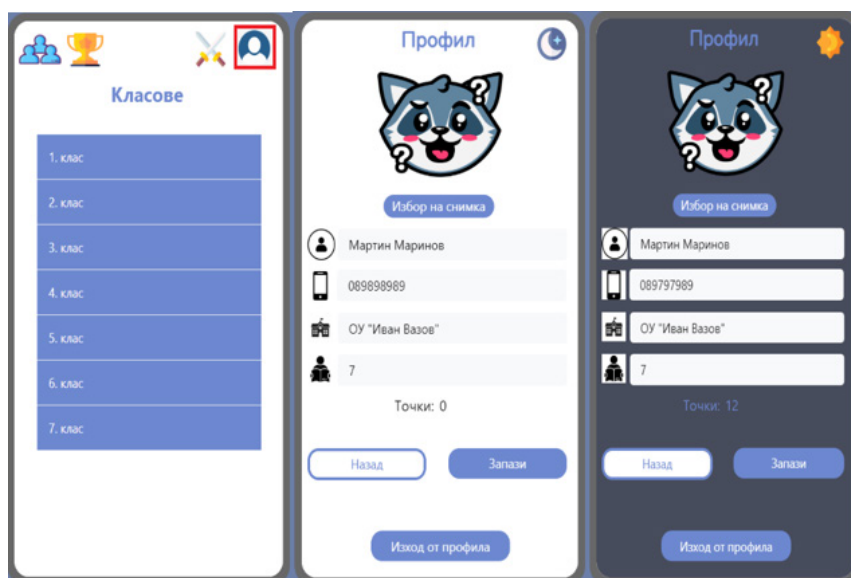 Класове
1. клас
2. клас
3. клас
4. клас
5. клас
6. клас
7. клас
Профил
?
?
Избор на снимка
Мартин Маринов
089898989
ОУ "Иван Вазов"
7
Точки: 0
Назад
Запази
Изход от профила
Профил
?
?
Избор на снимка
Мартин Маринов
089797989
ОУ "Иван Вазов"
7
Точки: 12
Назад
Запази
Изход от профила